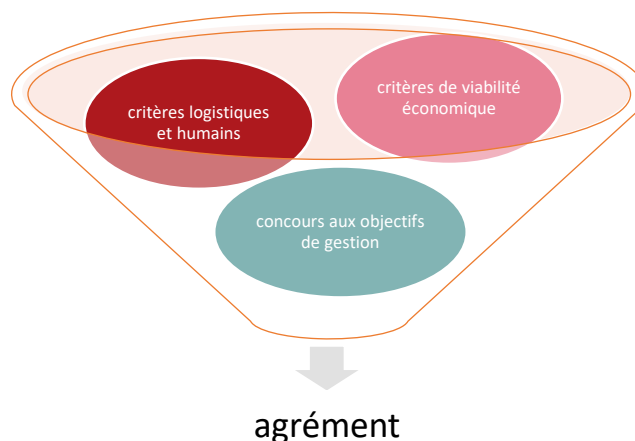 critères logistiques
et humains
critères de viabilité
économique
concours aux objectifs
de gestion
agrément